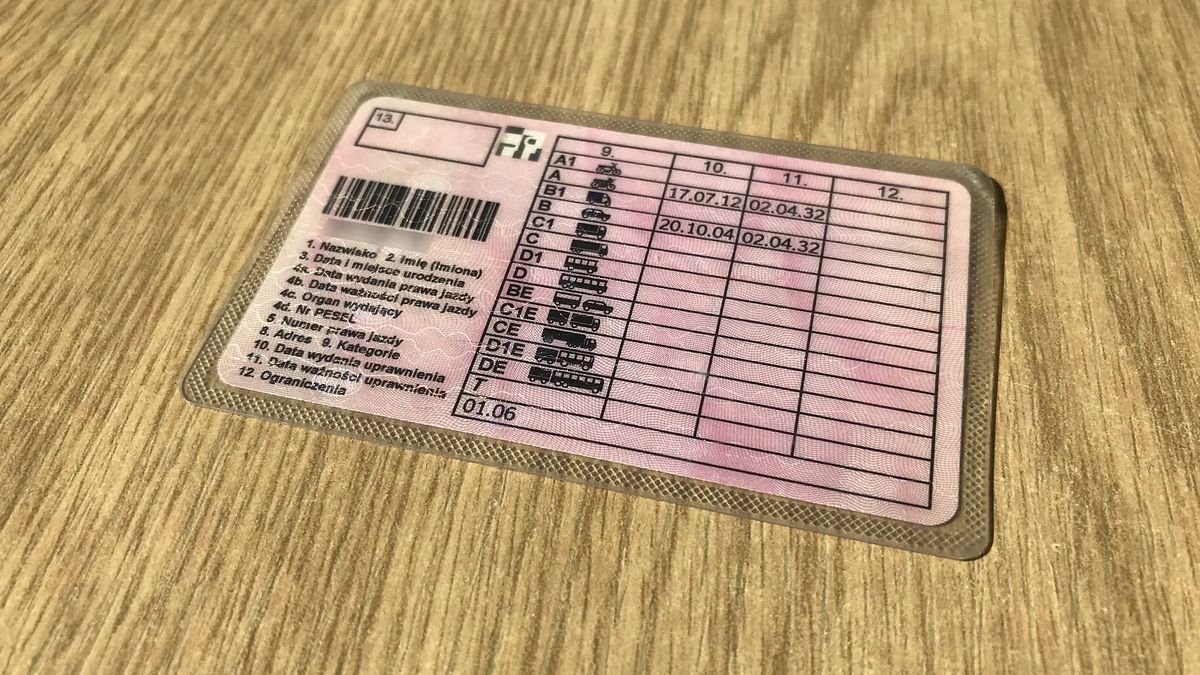 13.
9. 10. 11. 12.
A1
A 17.07.12 02.04.32
B1
B 20.10.04 02.04.32
C1
C
D1
D
BE
C1E
CE
D1E
DE
T
01.06
1. Nazwisko 2. Imię (Imiona)
3. Data i miejsce urodzenia
4a. Data wydania prawa jazdy
4b. Data ważności prawa jazdy
4c. Organ wydający
4d. Nr PESEL
5 Numer prawa jazdy
8. Adres 9. Kategorie
10. Data wydania uprawnienia
11. Data ważności uprawnienia
12. Ograniczenia